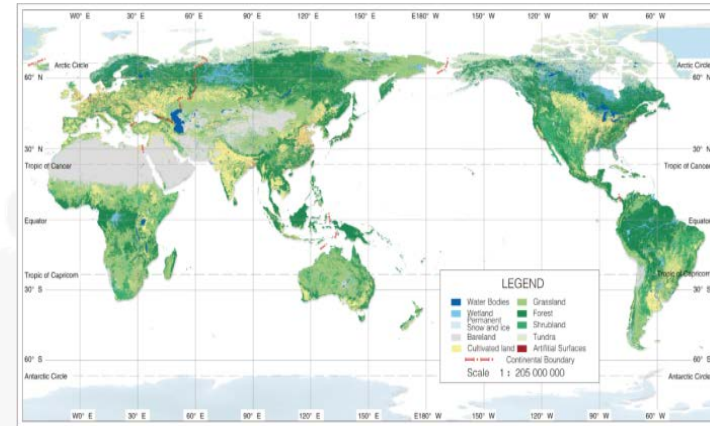 W0° E 30° E 60° E 90° E 120° E 150° E E180° W 150° W 120° W 90° W 60° W
Arctic Circle Arctic Circle
60° N 60° N
30° N 30° N
Tropic of Cancer Tropic of Cancer
Equator Equator
Tropic of Capricorn Tropic of Capricorn
30° S 30° S
LEGEND
Water Bodies Grassland
Wetland Forest
Permanent
Snow and ice Shrubland
Bareland Tundra
Cultivated land Artifitial Surfaces
Continental Boundary
Scale 1 : 205 000 000
60° S 60° S
Antarctic Circle Antarctic Circle
W0° E 30° E 60° E 90° E 120° E 150° E E180° W 150° W 120° W 90° W 60° W